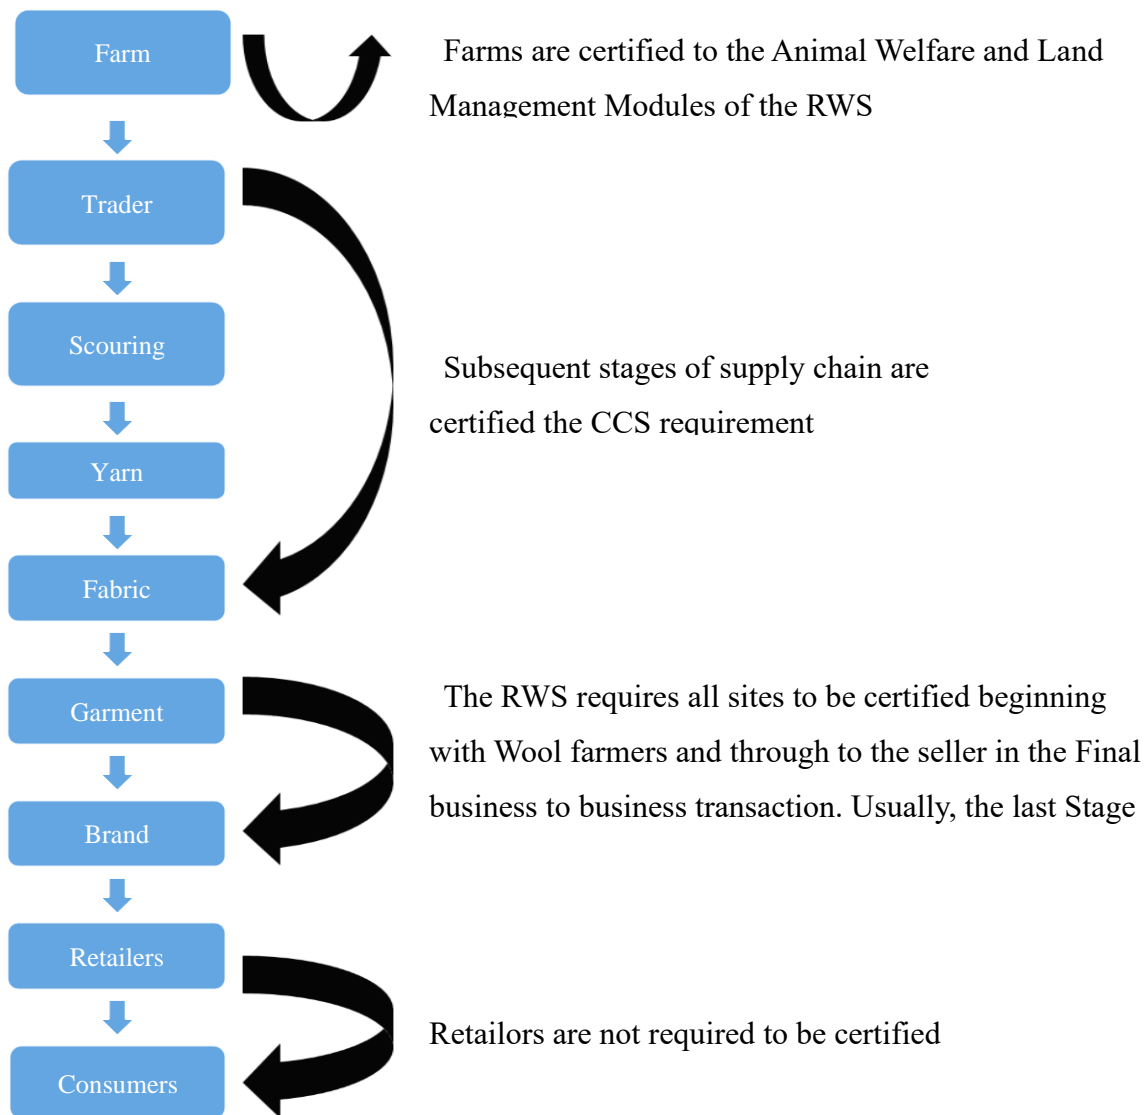 Farm
Farms are certified to the Animal Welfare and Land
Management Modules of the RWS
Trader
Scouring
Subsequent stages of supply chain are
certified the CCS requirement
Yarn
Fabric
Garment
The RWS requires all sites to be certified beginning
with Wool farmers and through to the seller in the Final
business to business transaction. Usually, the last Stage
Brand
Retailers
Retailors are not required to be certified
Consumers